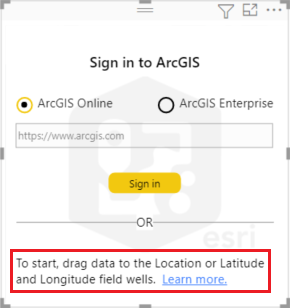 Sign in to ArcGIS
ArcGIS Online ArcGIS Enterprise
https://www.arcgis.com
Sign in
OR
esri
To start, drag data to the Location or Latitude
and Longitude field wells. Learn more.